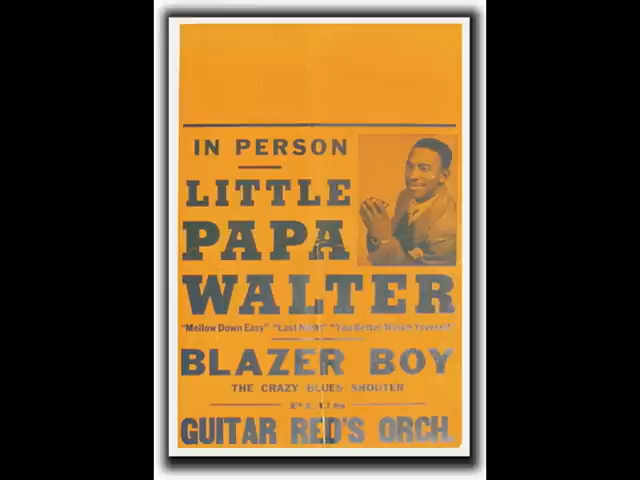 IN PERSON
LITTLE
PAPA
WALTER
"Mellow Down Easy" "Last Night" "You Better Watch Yourself"
BLAZER BOY
THE CRAZY BLUES SHOUTER
PLUS
GUITAR RED'S ORCH.